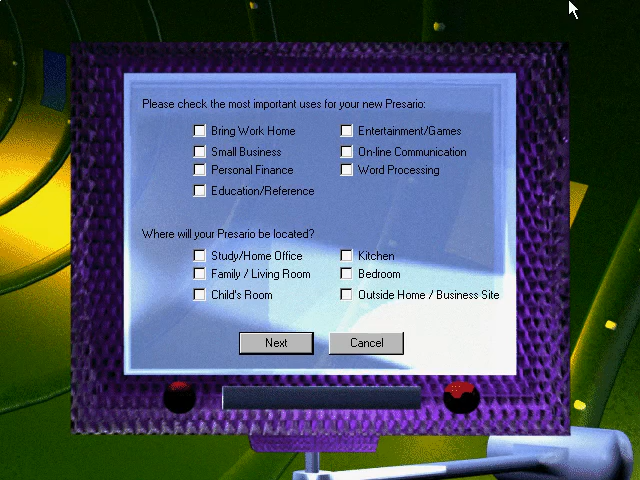 Please check the most important uses for your new Presario:
Bring Work Home
Entertainment/Games
Small Business
On-line Communication
Personal Finance
Word Processing
Education/Reference
Where will your Presario be located?
Study/Home Office
Kitchen
Family / Living Room
Bedroom
Child's Room
Outside Home / Business Site
Next
Cancel